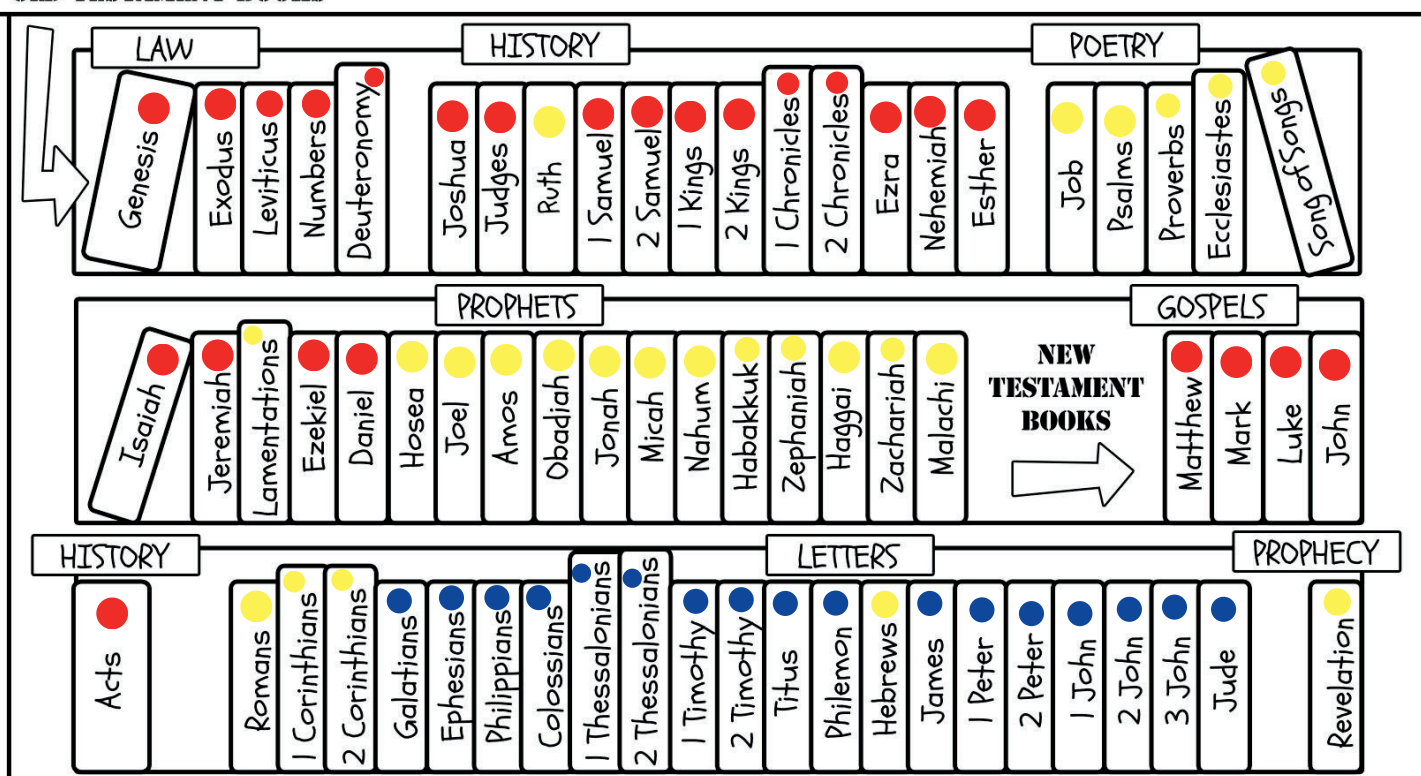 LAW
HISTORY
POETRY
Genesis
Exodus
Leviticus
Numbers
Deuteronomy
Joshua
Judges
Ruth
1 Samuel
2 Samuel
1 Kings
2 Kings
1 Chronicles
2 Chronicles
Ezra
Nehemiah
Esther
Job
Psalms
Proverbs
Ecclesiastes
Song of Songs
PROPHETS
GOSPELS
Isaiah
Jeremiah
Lamentations
Ezekiel
Daniel
Hosea
Joel
Amos
Obadiah
Jonah
Micah
Nahum
Habakkuk
Zephaniah
Haggai
Zachariah
Malachi
NEW
TESTAMENT
BOOKS
Matthew
Mark
Luke
John
HISTORY
LETTERS
PROPHECY
Acts
Romans
1 Corinthians
2 Corinthians
Galatians
Ephesians
Philippians
Colossians
1 Thessalonians
2 Thessalonians
1 Timothy
2 Timothy
Titus
Philemon
Hebrews
James
1 Peter
2 Peter
1 John
2 John
3 John
Jude
Revelation